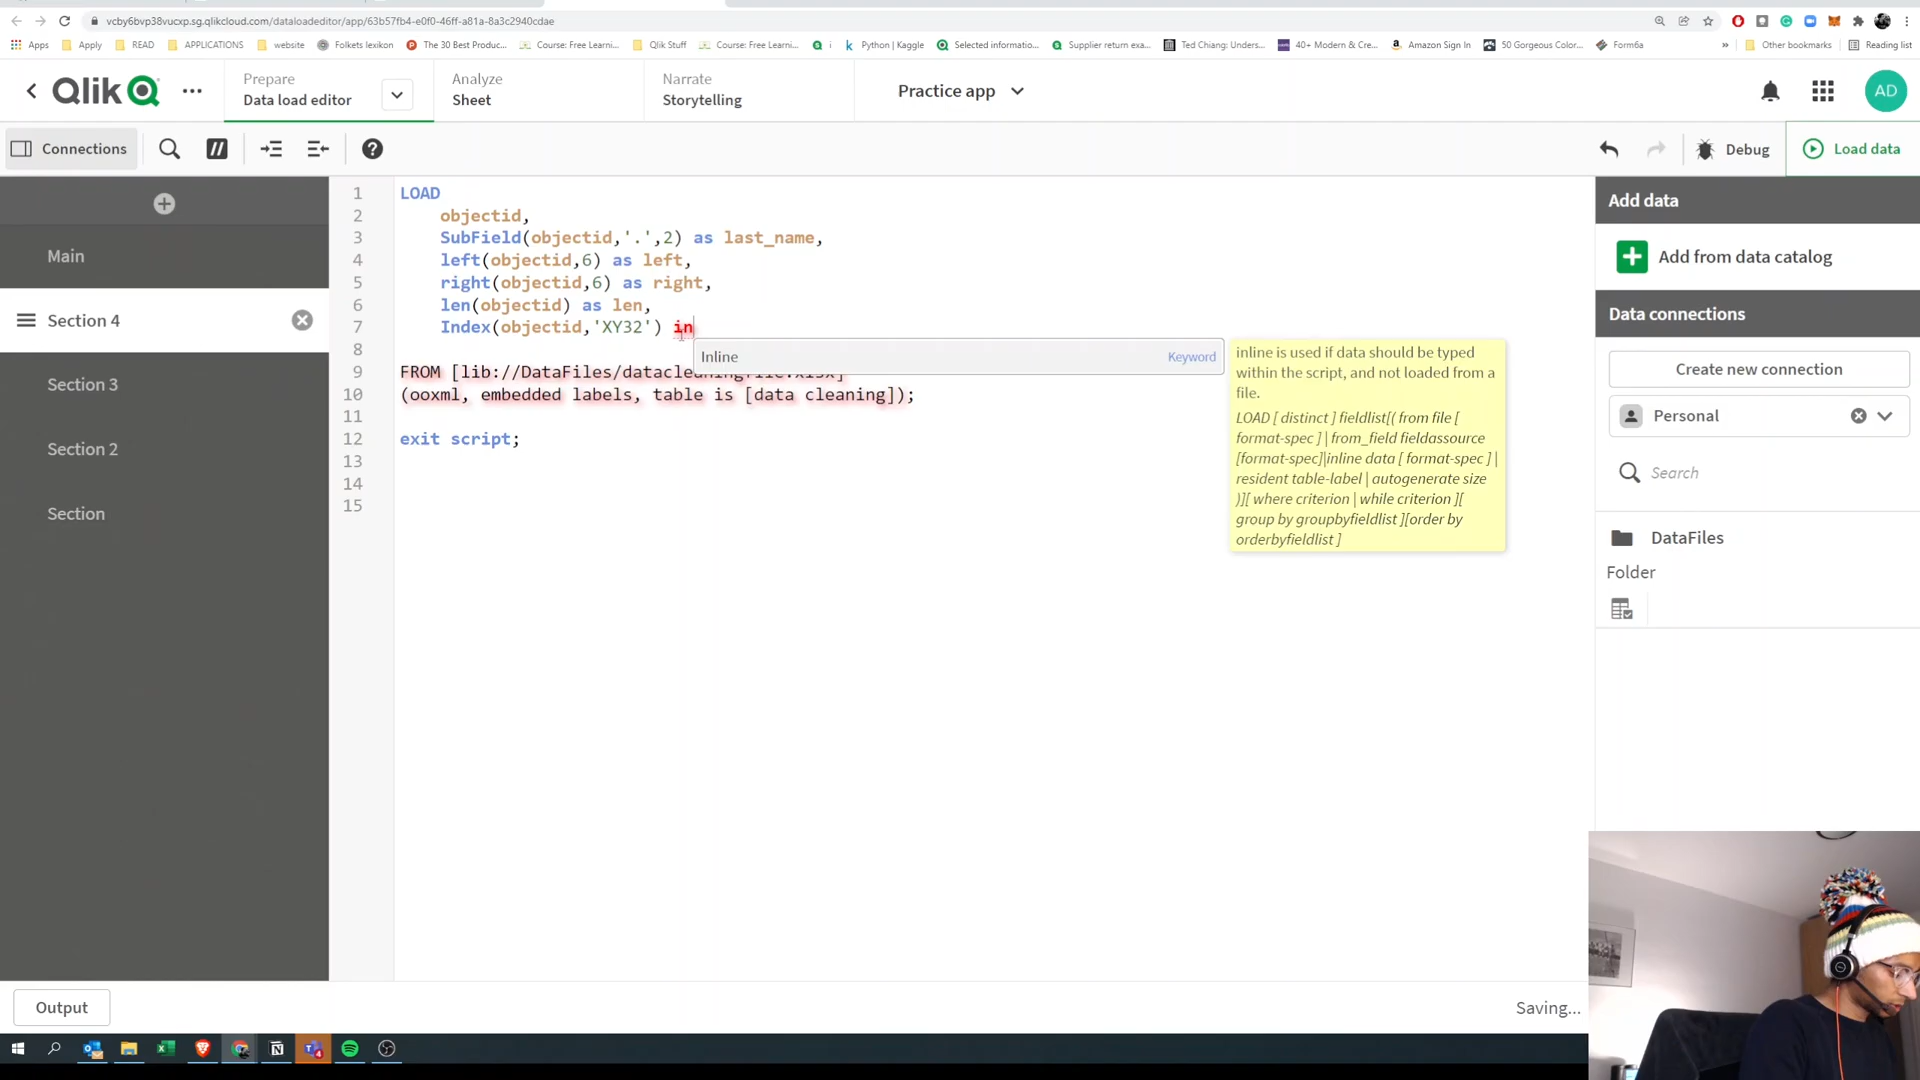 vcby6bvp38vucxp.sg.qlikcloud.com/dataloadeditor/app/63b57fb4-e0f0-46ff-a81a-8a3c2940cdae
Apps Apply READ APPLICATIONS website Folkets lexikon The 30 Best Produc... Course: Free Learni... Qlik Stuff Course: Free Learni... i Python | Kaggle Selected informatio... Supplier return exa... Ted Chiang: Unders... 40+ Modern & Cre... Amazon Sign In 50 Gorgeous Color... Form6a » Other bookmarks Reading list
Qlik
Prepare
Data load editor
Analyze
Sheet
Narrate
Storytelling
Practice app
AD
Connections
//
Debug
Load data
Main
Section 4
Section 3
Section 2
Section
1 LOAD
2 objectid,
3 SubField(objectid,'.',2) as last_name,
4 left(objectid,6) as left,
5 right(objectid,6) as right,
6 len(objectid) as len,
7 Index(objectid,'XY32') in
8
9 FROM [lib://DataFiles/datacleaningfile.xlsx]
10 (ooxml, embedded labels, table is [data cleaning]);
11
12 exit script;
13
14
15
Inline Keyword
inline is used if data should be typed
within the script, and not loaded from a
file.
LOAD [ distinct ] fieldlist[( from file [
format-spec ] | from_field fieldassource
[format-spec]|inline data [ format-spec ] |
resident table-label | autogenerate size
)][ where criterion | while criterion ][
group by groupbyfieldlist ][order by
orderbyfieldlist ]
Add data
Add from data catalog
Data connections
Create new connection
Personal
Search
DataFiles
Folder
Output
Saving...